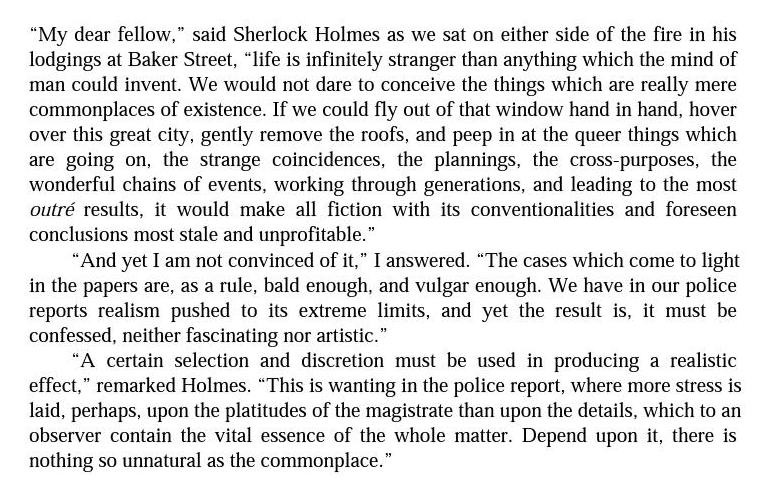 “My dear fellow,” said Sherlock Holmes as we sat on either side of the fire in his
lodgings at Baker Street, “life is infinitely stranger than anything which the mind of
man could invent. We would not dare to conceive the things which are really mere
commonplaces of existence. If we could fly out of that window hand in hand, hover
over this great city, gently remove the roofs, and peep in at the queer things which
are going on, the strange coincidences, the plannings, the cross-purposes, the
wonderful chains of events, working through generations, and leading to the most
outré results, it would make all fiction with its conventionalities and foreseen
conclusions most stale and unprofitable.”
“And yet I am not convinced of it,” I answered. “The cases which come to light
in the papers are, as a rule, bald enough, and vulgar enough. We have in our police
reports realism pushed to its extreme limits, and yet the result is, it must be
confessed, neither fascinating nor artistic.”
“A certain selection and discretion must be used in producing a realistic
effect,” remarked Holmes. “This is wanting in the police report, where more stress is
laid, perhaps, upon the platitudes of the magistrate than upon the details, which to an
observer contain the vital essence of the whole matter. Depend upon it, there is
nothing so unnatural as the commonplace.”